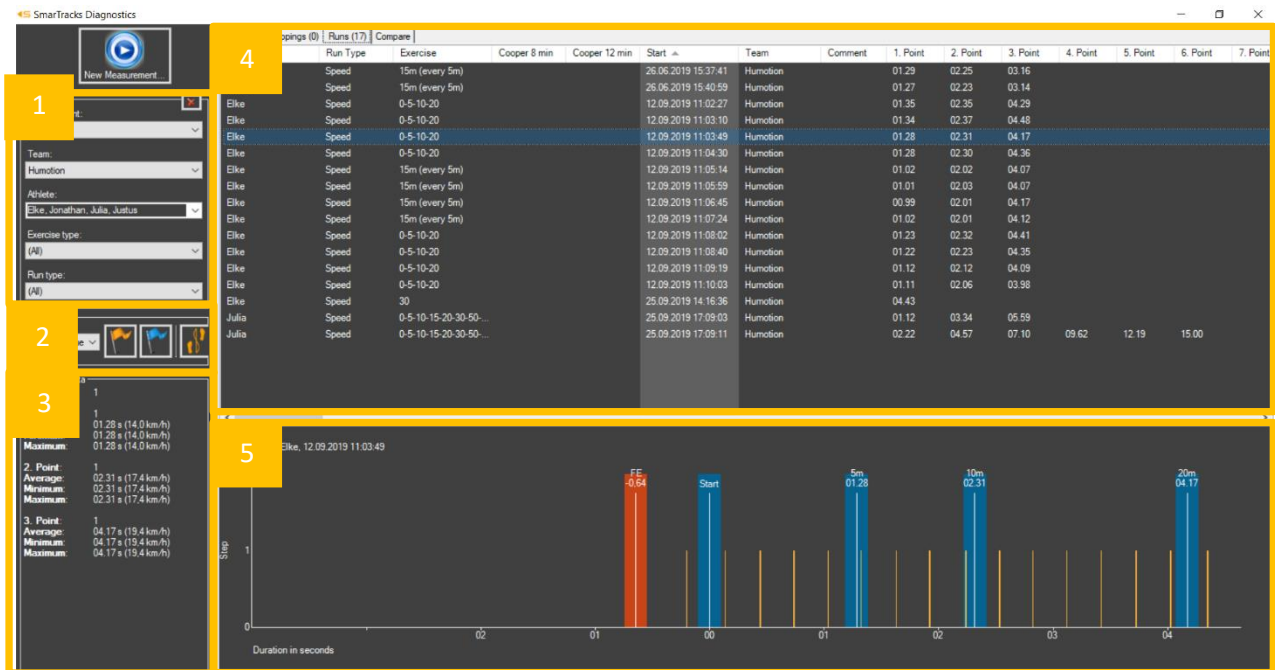 SmarTracks Diagnostics
New Measurement...
1
Team:
Humotion
Athlete:
Elke, Jonathan, Julia, Justus
Exercise type:
(All)
Run type:
(All)
2
3
1
1
01.28 s (14,0 km/h)
01.28 s (14,0 km/h)
Maximum: 01.28 s (14,0 km/h)
2. Point: 1
Average: 02.31 s (17,4 km/h)
Minimum: 02.31 s (17,4 km/h)
Maximum: 02.31 s (17,4 km/h)
3. Point: 1
Average: 04.17 s (19,4 km/h)
Minimum: 04.17 s (19,4 km/h)
Maximum: 04.17 s (19,4 km/h)
4
(0) Runs (17) Compare
Run Type Exercise Cooper 8 min Cooper 12 min Start Team Comment 1. Point 2. Point 3. Point 4. Point 5. Point 6. Point 7. Point
Speed 15m (every 5m) 26.06.2019 15:37:41 Humotion 01.29 02.25 03.16
Speed 15m (every 5m) 26.06.2019 15:40:59 Humotion 01.27 02.23 03.14
Elke Speed 0-5-10-20 12.09.2019 11:02:27 Humotion 01.35 02.35 04.29
Elke Speed 0-5-10-20 12.09.2019 11:03:10 Humotion 01.34 02.37 04.48
Elke Speed 0-5-10-20 12.09.2019 11:03:49 Humotion 01.28 02.31 04.17
Elke Speed 0-5-10-20 12.09.2019 11:04:30 Humotion 01.28 02.30 04.36
Elke Speed 15m (every 5m) 12.09.2019 11:05:14 Humotion 01.02 02.02 04.07
Elke Speed 15m (every 5m) 12.09.2019 11:05:59 Humotion 01.01 02.03 04.07
Elke Speed 15m (every 5m) 12.09.2019 11:06:45 Humotion 00.99 02.01 04.17
Elke Speed 15m (every 5m) 12.09.2019 11:07:24 Humotion 01.02 02.01 04.12
Elke Speed 0-5-10-20 12.09.2019 11:08:02 Humotion 01.23 02.32 04.41
Elke Speed 0-5-10-20 12.09.2019 11:08:40 Humotion 01.22 02.23 04.35
Elke Speed 0-5-10-20 12.09.2019 11:09:19 Humotion 01.12 02.12 04.09
Elke Speed 0-5-10-20 12.09.2019 11:10:03 Humotion 01.11 02.06 03.98
Elke Speed 30 25.09.2019 14:16:36 Humotion 04.43
Julia Speed 0-5-10-15-20-30-50-... 25.09.2019 17:09:03 Humotion 01.12 03.34 05.59
Julia Speed 0-5-10-15-20-30-50-... 25.09.2019 17:09:11 Humotion 02.22 04.57 07.10 09.62 12.19 15.00
5
Elke, 12.09.2019 11:03:49
FE 5m 10m 20m
-0,64 Start 01.28 02.31 04.17
Step
1
0
02 01 00 01 02 03 04
Duration in seconds